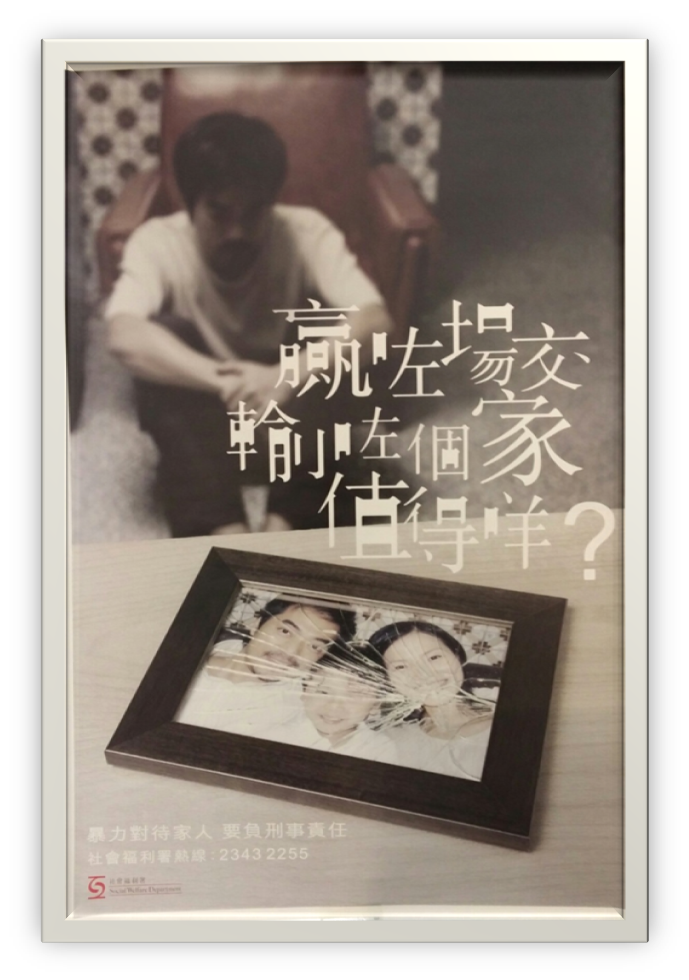 贏咗場交
輸咗個家
值得咩?
暴力對待家人 要負刑事責任
社會福利署熱線:2343 2255
社會福利署
Social Welfare Department